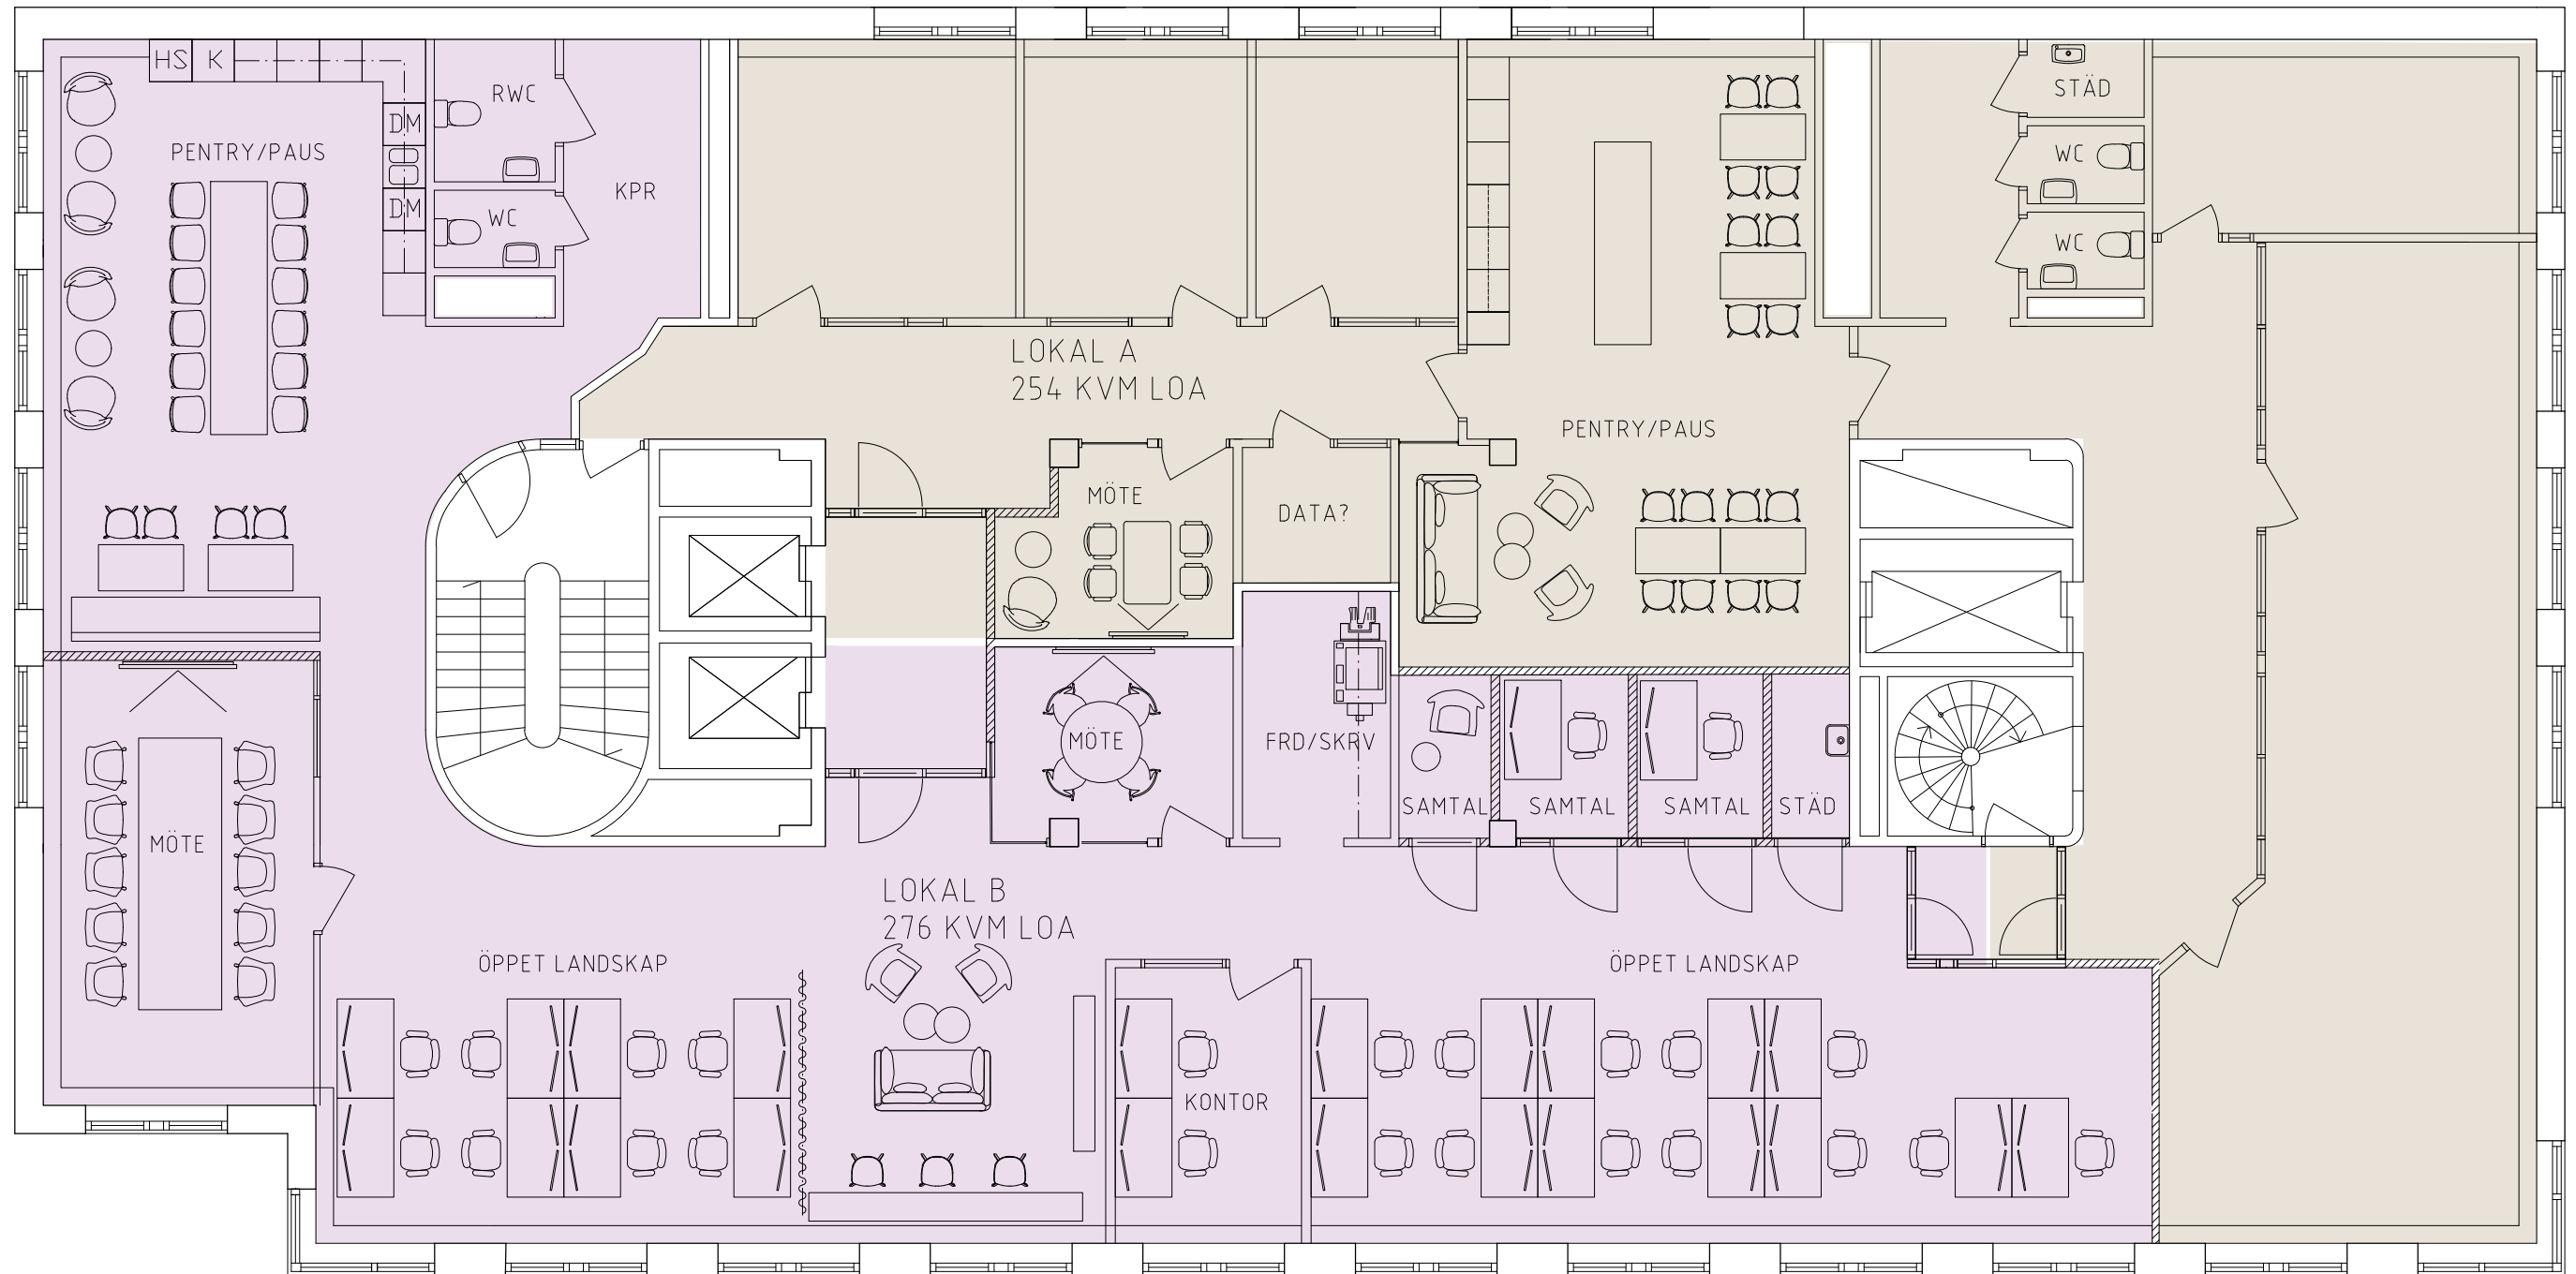 HS K
RWC
STÄD
DM
PENTRY/PAUS
WC
KPR
DM
WC
WC
WC
LOKAL A
254 KVM LOA
PENTRY/PAUS
MÖTE
DATA?
MÖTE
FRD/SKRV
SAMTAL
SAMTAL
SAMTAL
STÄD
MÖTE
LOKAL B
276 KVM LOA
ÖPPET LANDSKAP
ÖPPET LANDSKAP
KONTOR